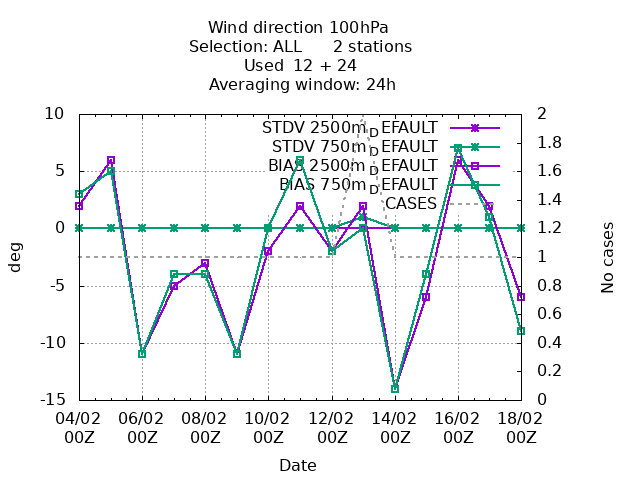 Wind direction 100hPa
Selection: ALL 2 stations
Used 12 + 24
Averaging window: 24h
10
5
0
-5
-10
-15
deg
STDV 2500m_DEFAULT
STDV 750m_DEFAULT
BIAS 2500m_DEFAULT
BIAS 750m_DEFAULT
CASES
2
1.8
1.6
1.4
1.2
1
0.8
0.6
0.4
0.2
0
No cases
04/02 06/02 08/02 10/02 12/02 14/02 16/02 18/02
00Z 00Z 00Z 00Z 00Z 00Z 00Z 00Z
Date